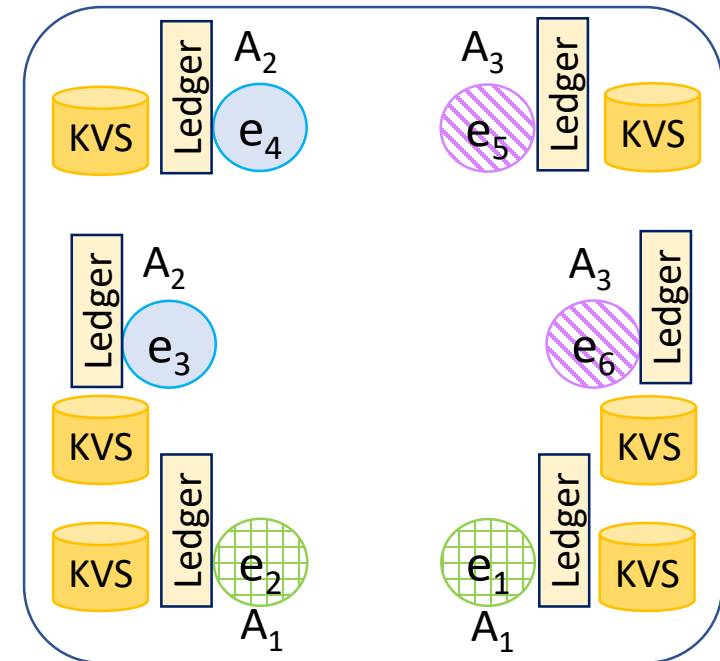 A₂
A₃
Ledger
Ledger
KVS
e₄
e₅
KVS
A₂
A₃
Ledger
Ledger
e₃
e₆
KVS
KVS
Ledger
Ledger
KVS
e₂
e₁
KVS
A₁
A₁